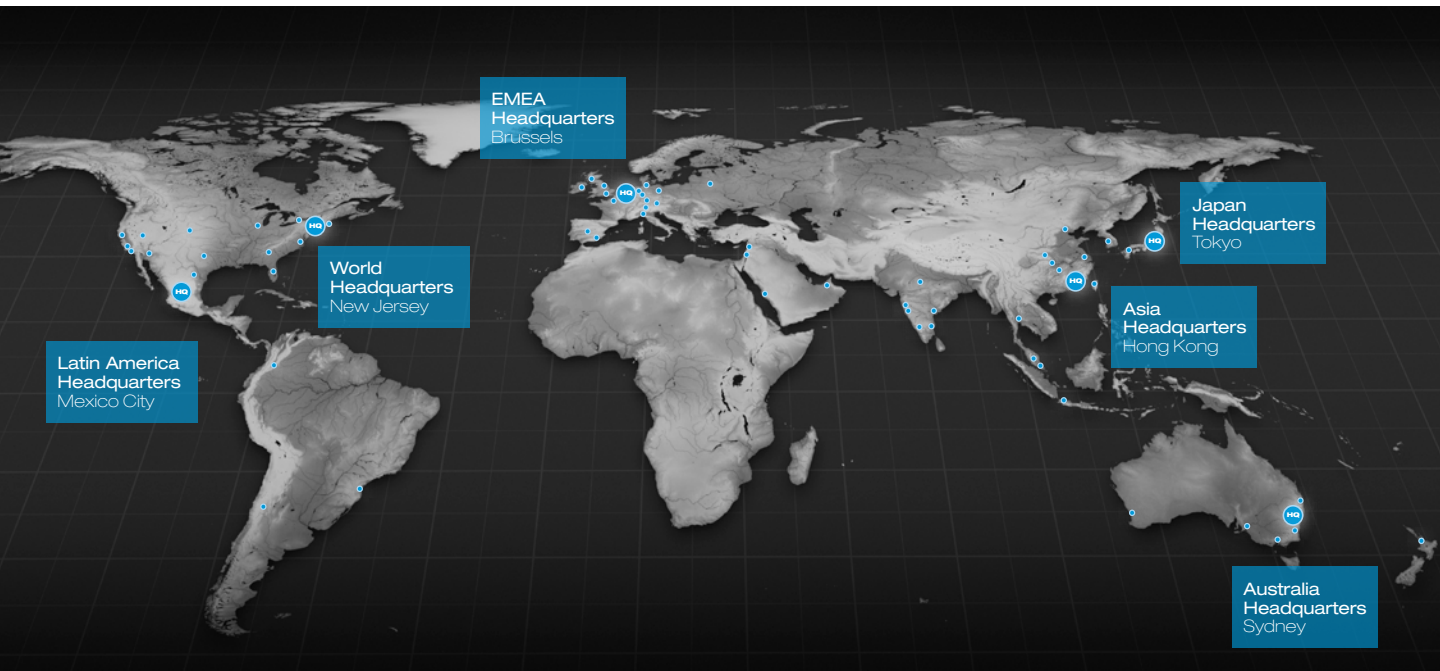 EMEA
Headquarters
Brussels
HQ
Japan
Headquarters
Tokyo
HQ
HQ
World
Headquarters
New Jersey
HQ
HQ
Asia
Headquarters
Hong Kong
Latin America
Headquarters
Mexico City
HQ
Australia
Headquarters
Sydney